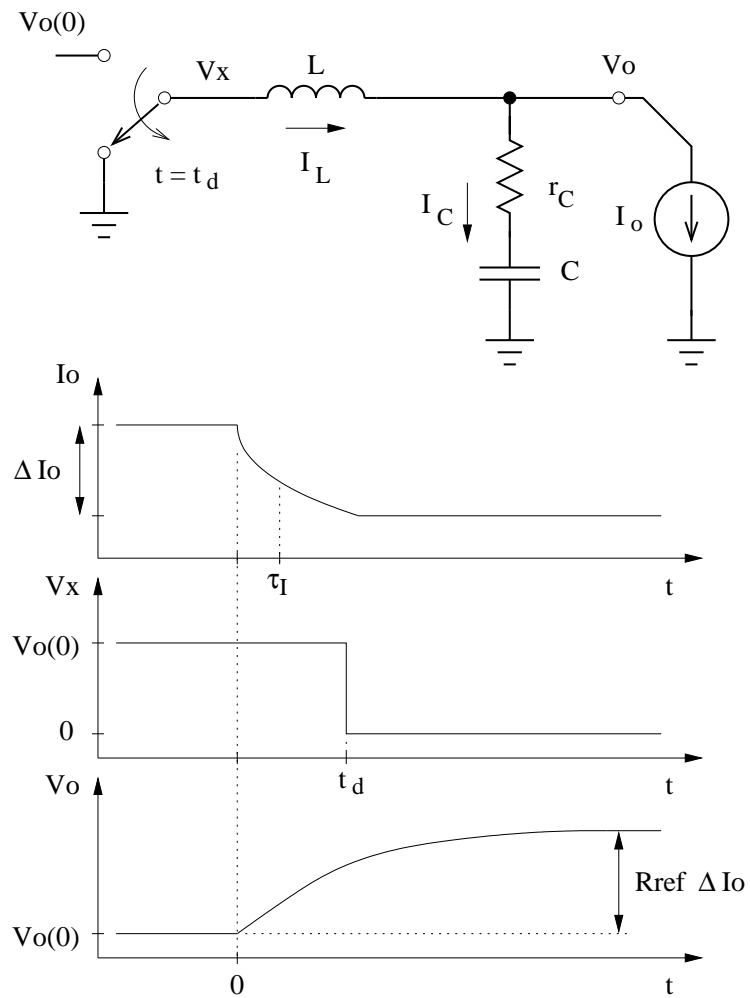 Vo(0)
Vx
L
Vo
t = t d
I L
I C
r C
I o
C
Io
Δ Io
τ I
t
Vx
Vo(0)
0
t d
t
Vo
Rref Δ Io
Vo(0)
0
t